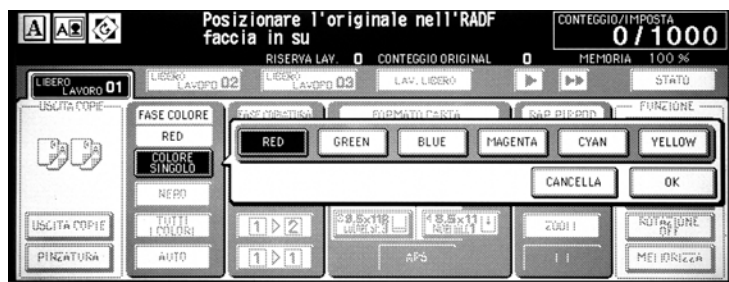 Posizionare l'originale nell'RADF
faccia in su
CONTEGGIO/IMPOSTA
0/1000
RISERVA LAV. 0 CONTEGGIO ORIGINAL 0 MEMORIA 100 %
LIBERO LAVORO 01
LIBERO LAVORO 02
LIBERO LAVORO 03
LAV. LIBERO
STATO
USCITA COPIE
FASE COLORE
FORMATO CARTA
FUNZIONE
RED
COLORE SINGOLO
NERO
TUTTI I COLORI
AUTO
RED GREEN BLUE MAGENTA CYAN YELLOW
CANCELLA OK
USCITA COPIE
PINZATURA
1 2
1 1
8.5x11R
8.5x11
APS
ZOOM
ROTAZIONE OFF